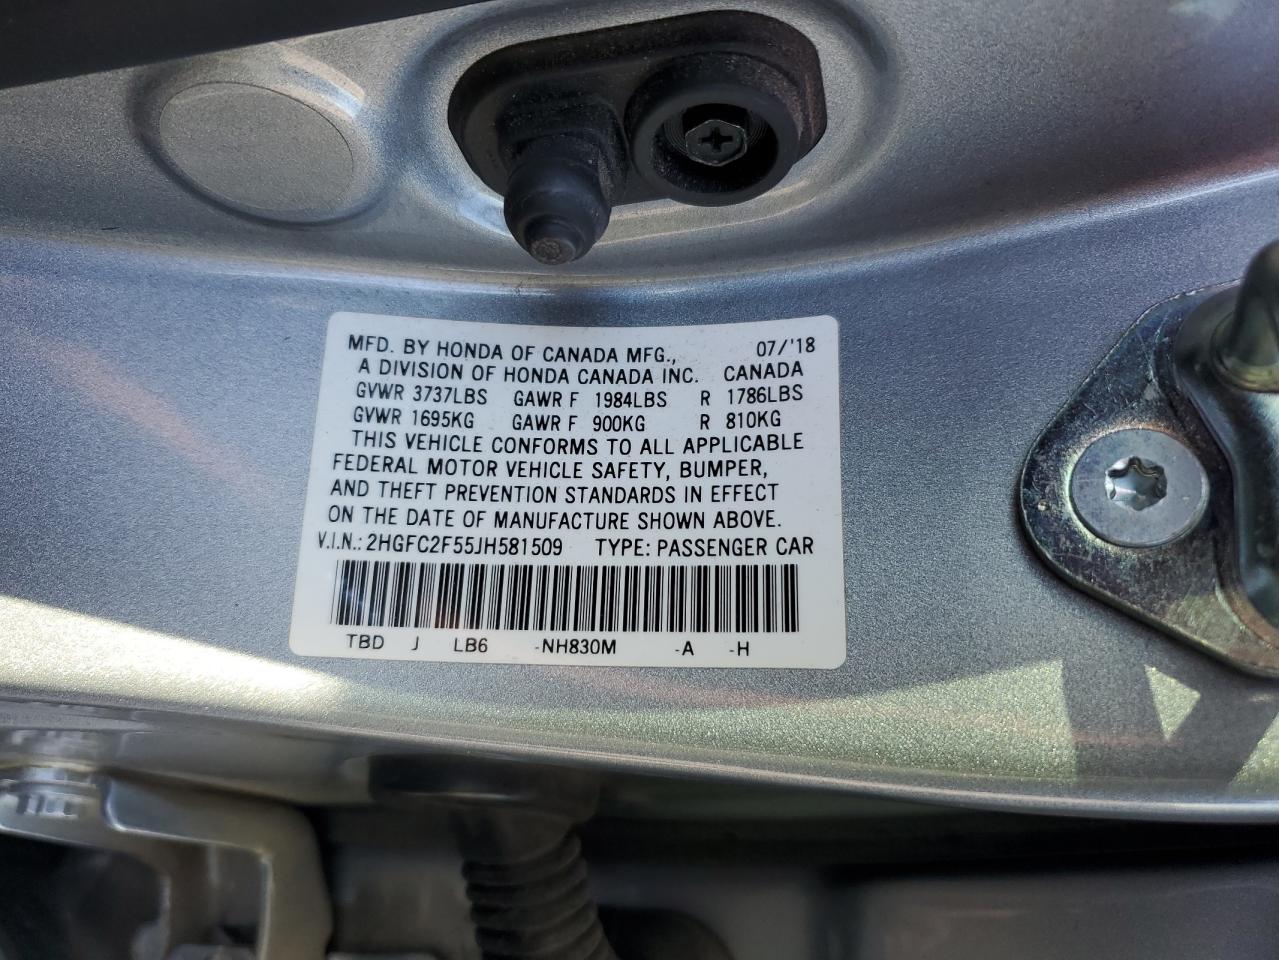 MFD. BY HONDA OF CANADA MFG., 07/'18
A DIVISION OF HONDA CANADA INC. CANADA
GVWR 3737LBS GAWR F 1984LBS R 1786LBS
GVWR 1695KG GAWR F 900KG R 810KG
THIS VEHICLE CONFORMS TO ALL APPLICABLE
FEDERAL MOTOR VEHICLE SAFETY, BUMPER,
AND THEFT PREVENTION STANDARDS IN EFFECT
ON THE DATE OF MANUFACTURE SHOWN ABOVE.
V.I.N.: 2HGFC2F55JH581509 TYPE: PASSENGER CAR
TBD J LB6 -NH830M -A -H